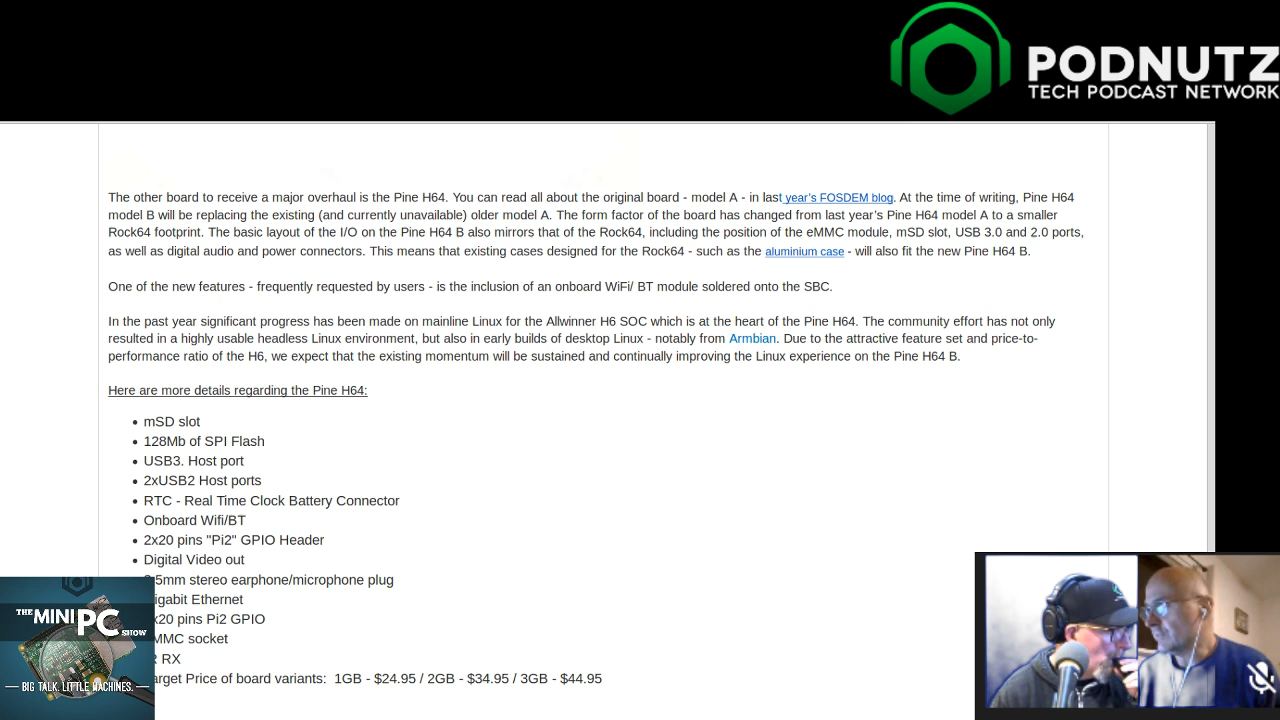 PODNUTZ
TECH PODCAST NETWORK
The other board to receive a major overhaul is the Pine H64. You can read all about the original board - model A - in last year's FOSDEM blog. At the time of writing, Pine H64
model B will be replacing the existing (and currently unavailable) older model A. The form factor of the board has changed from last year's Pine H64 model A to a smaller
Rock64 footprint. The basic layout of the I/O on the Pine H64 B also mirrors that of the Rock64, including the position of the eMMC module, mSD slot, USB 3.0 and 2.0 ports,
as well as digital audio and power connectors. This means that existing cases designed for the Rock64 - such as the aluminium case - will also fit the new Pine H64 B.
One of the new features - frequently requested by users - is the inclusion of an onboard WiFi/ BT module soldered onto the SBC.
In the past year significant progress has been made on mainline Linux for the Allwinner H6 SOC which is at the heart of the Pine H64. The community effort has not only
resulted in a highly usable headless Linux environment, but also in early builds of desktop Linux - notably from Armbian. Due to the attractive feature set and price-to-
performance ratio of the H6, we expect that the existing momentum will be sustained and continually improving the Linux experience on the Pine H64 B.
Here are more details regarding the Pine H64:
• mSD slot
• 128Mb of SPI Flash
• USB3. Host port
• 2xUSB2 Host ports
• RTC - Real Time Clock Battery Connector
• Onboard Wifi/BT
• 2x20 pins "Pi2" GPIO Header
• Digital Video out
5mm stereo earphone/microphone plug
igabit Ethernet
x20 pins Pi2 GPIO
MMC socket
RX
arget Price of board variants: 1GB - $24.95 / 2GB - $34.95 / 3GB - $44.95
THE MINI PC SHOW
BIG TALK. LITTLE MACHINES.